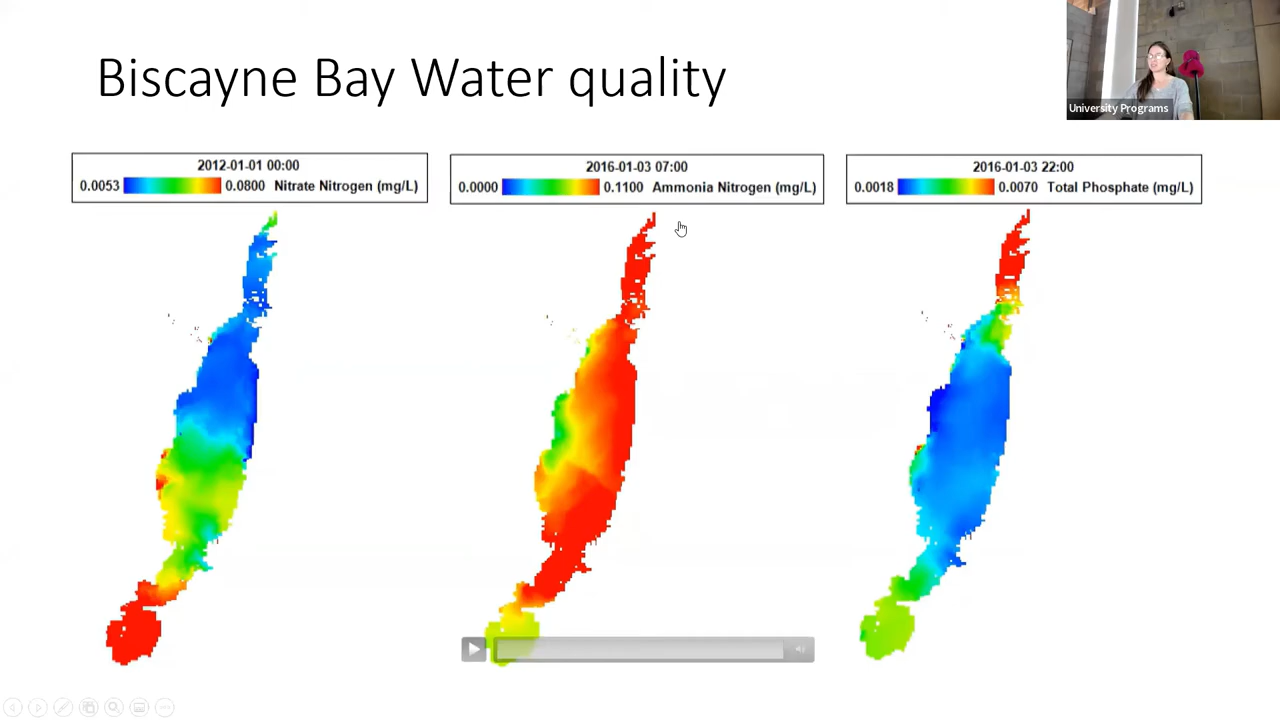 Biscayne Bay Water quality
University Programs
2012-01-01 00:00
0.0053 0.0800 Nitrate Nitrogen (mg/L)
2016-01-03 07:00
0.0000 0.1100 Ammonia Nitrogen (mg/L)
2016-01-03 22:00
0.0018 0.0070 Total Phosphate (mg/L)